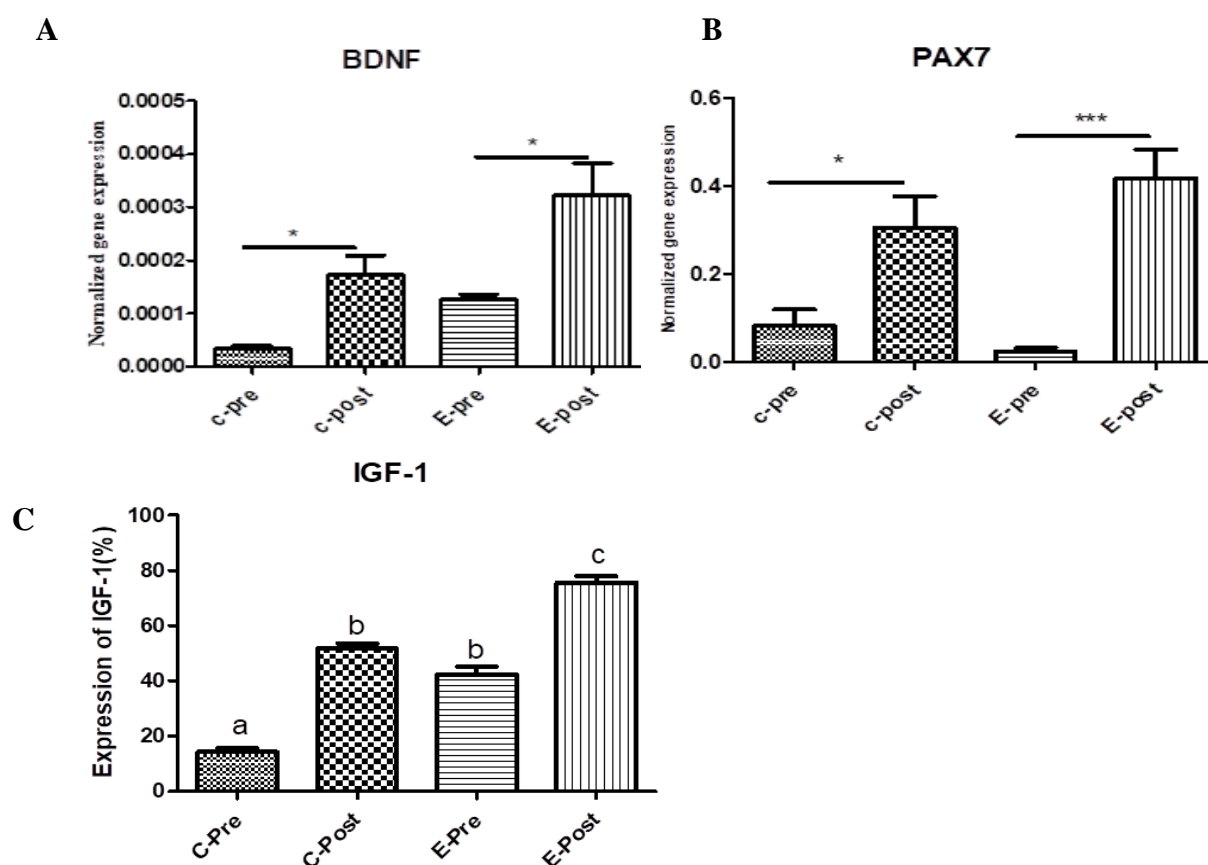 A
BDNF
Normalized gene expression
0.0005
0.0004
0.0003
0.0002
0.0001
0.0000
*
*
c-pre
c-post
E-pre
E-post
B
PAX7
Normalized gene expression
0.6
0.4
0.2
0.0
*
***
c-pre
c-post
E-pre
E-post
C
IGF-1
Expression of IGF-1(%)
100
80
60
40
20
0
a
b
b
c
C-Pre
C-Post
E-Pre
E-Post